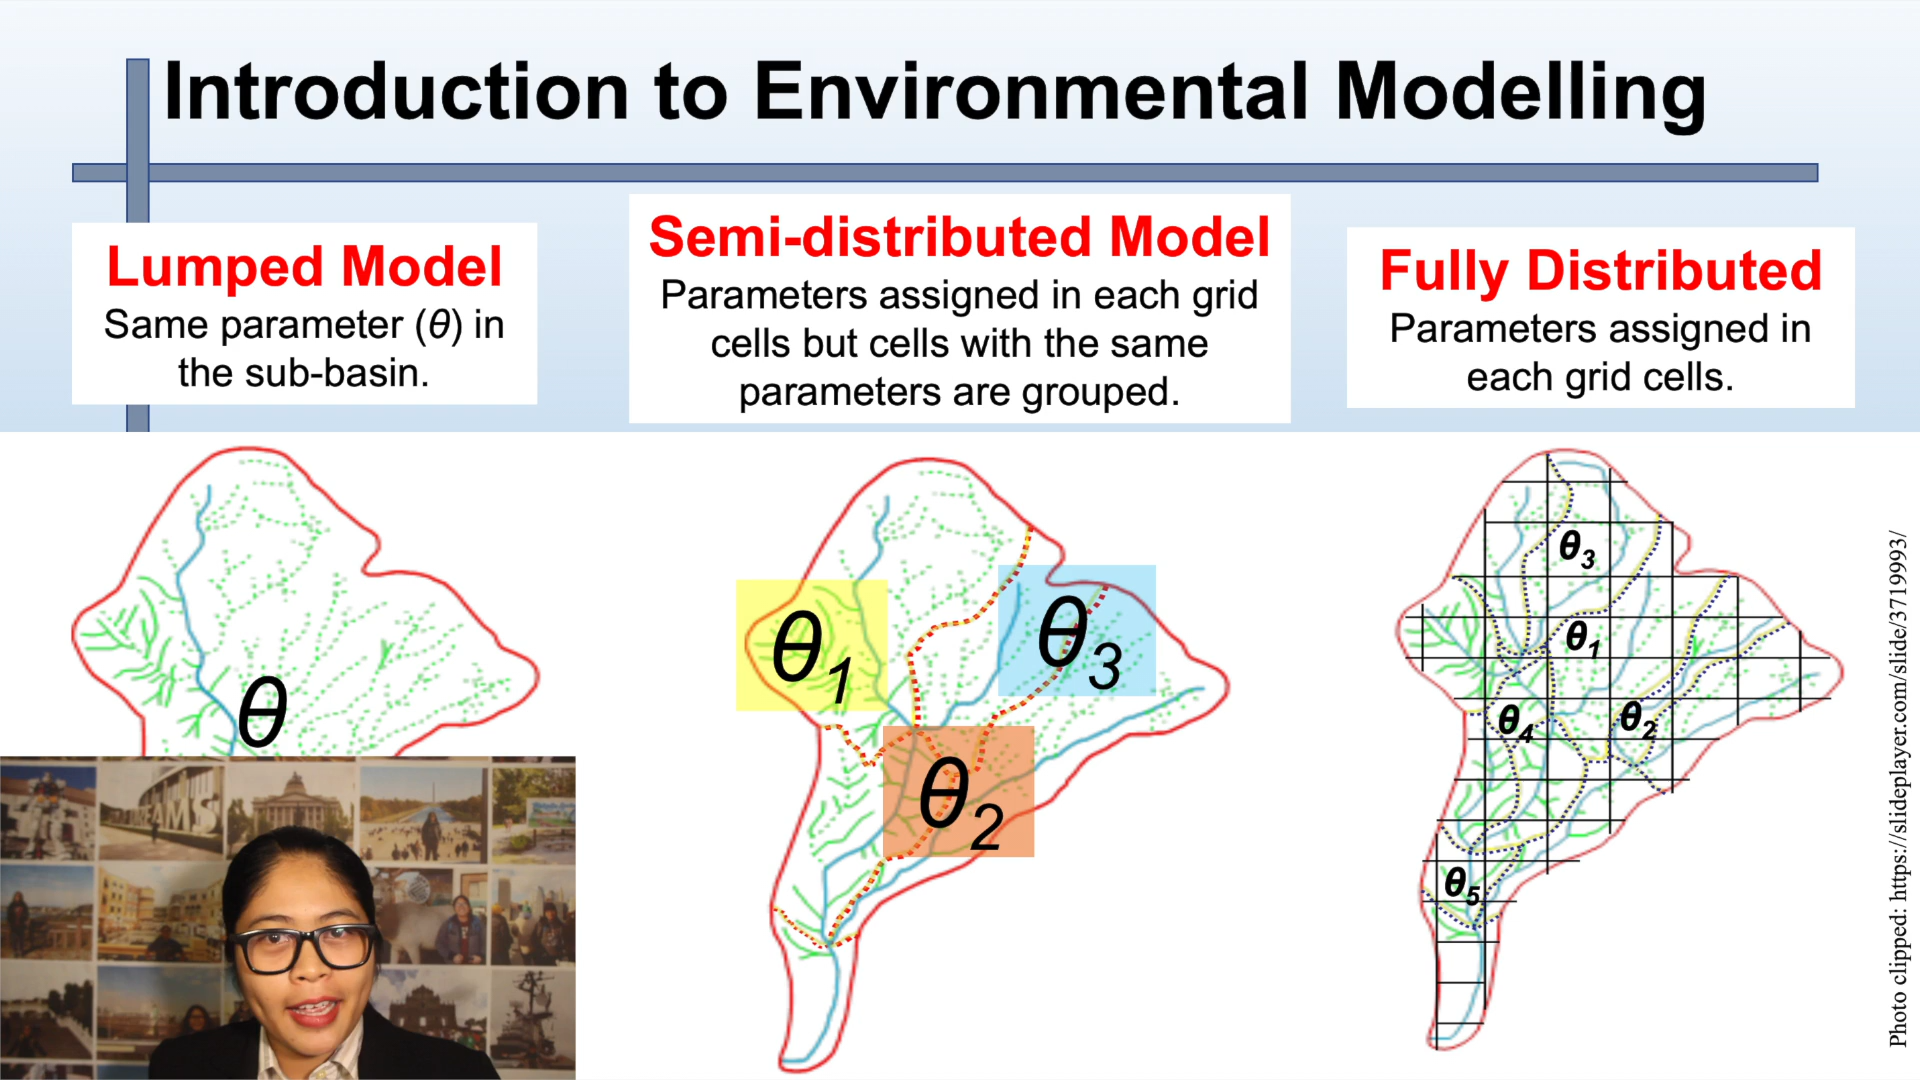 Introduction to Environmental Modelling
Lumped Model
Same parameter (θ) in
the sub-basin.
Semi-distributed Model
Parameters assigned in each grid
cells but cells with the same
parameters are grouped.
Fully Distributed
Parameters assigned in
each grid cells.
θ
θ1
θ3
θ2
θ3
θ1
θ4
θ2
θ5
Photo clipped: https://slideplayer.com/slide/3719993/